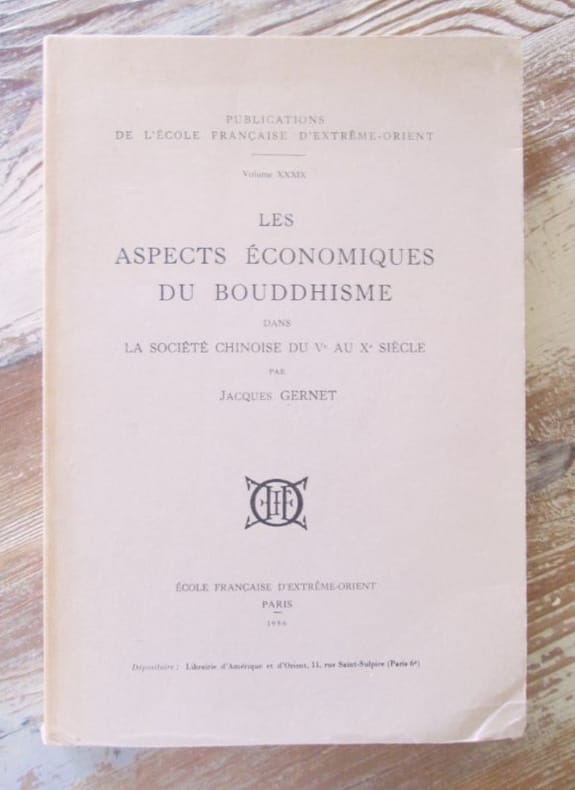 PUBLICATIONS
DE L'ÉCOLE FRANÇAISE D'EXTRÊME-ORIENT
Volume XXXIX
LES
ASPECTS ÉCONOMIQUES
DU BOUDDHISME
DANS
LA SOCIÉTÉ CHINOISE DU Vᵉ AU Xᵉ SIÈCLE
PAR
JACQUES GERNET
ÉCOLE FRANÇAISE D'EXTRÊME-ORIENT
PARIS
1956
Dépositaire : Librairie d'Amérique et d'Orient, 11, rue Saint-Sulpice (Paris 6ᵉ)